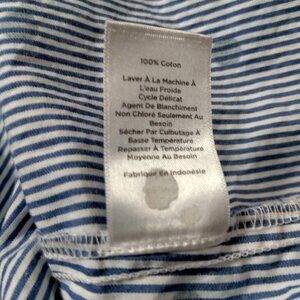 100% Coton
Laver À La Machine À
L'eau Froide
Cycle Délicat
Agent De Blanchiment
Non Chloré Seulement Au
Besoin
Sécher Par Culbutage À
Basse Température
Repasser À Température
Moyenne Au Besoin
Fabriqué en Indonésie